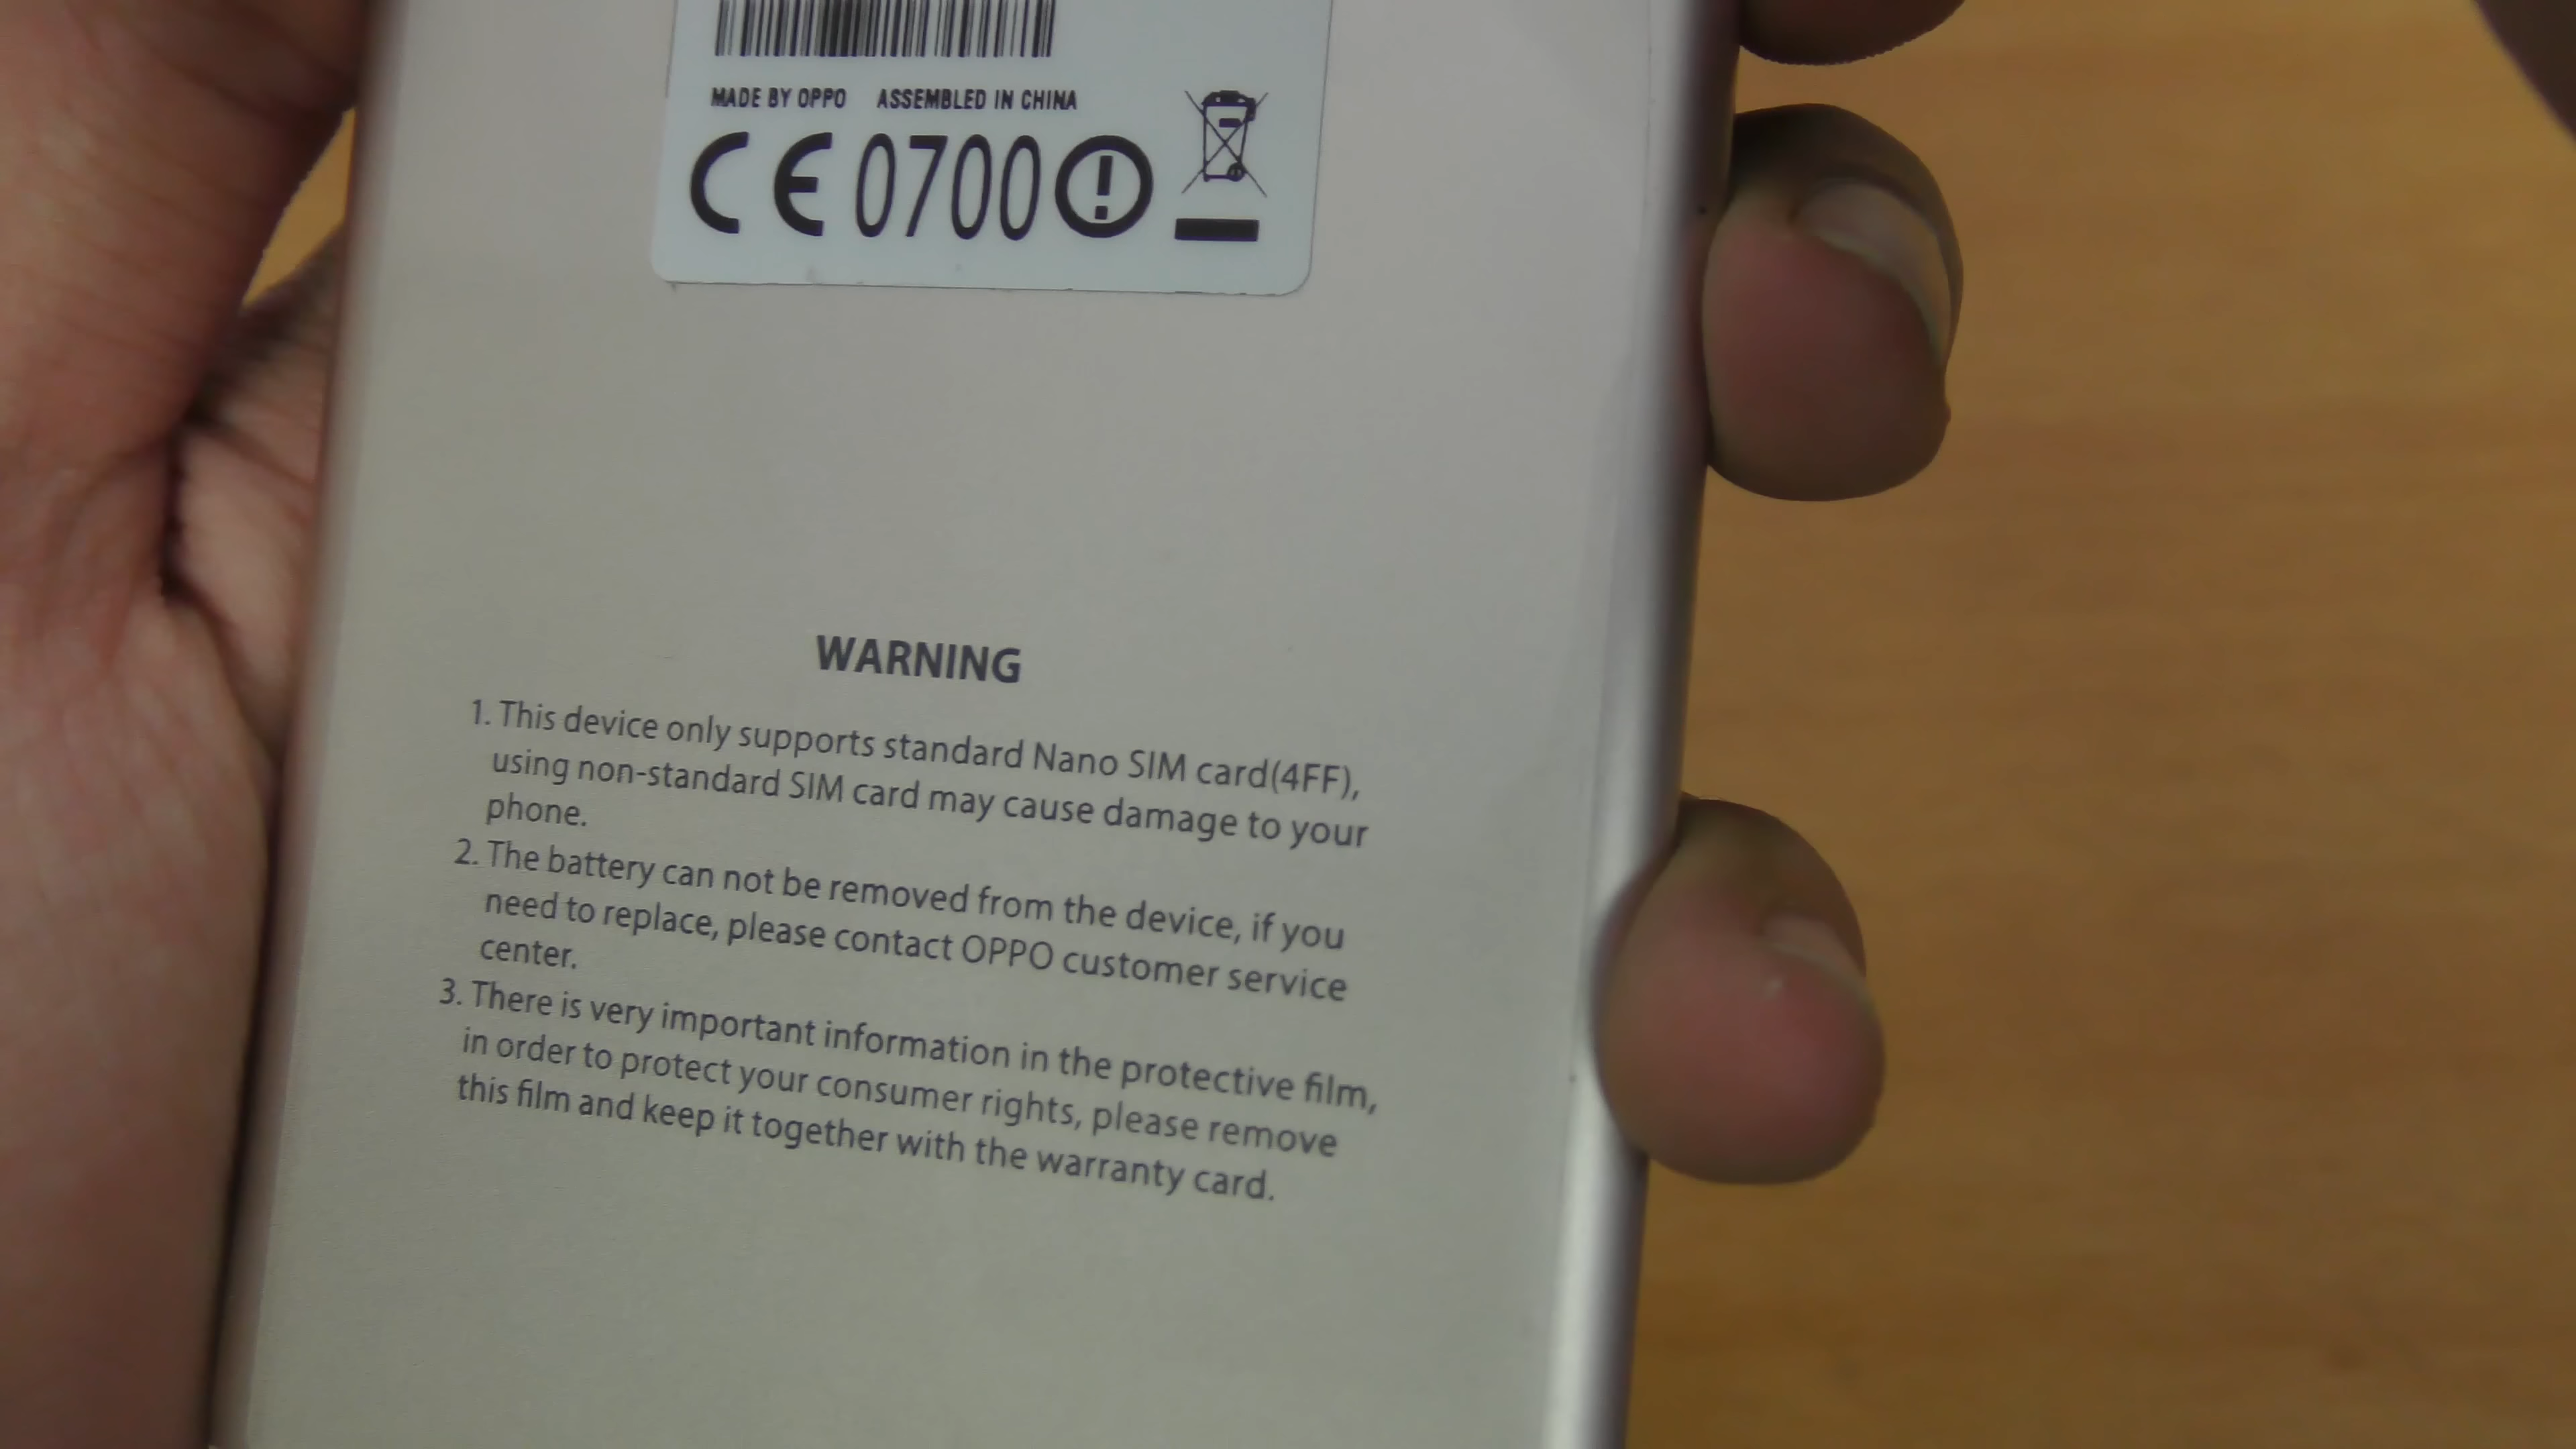 MADE BY OPPO ASSEMBLED IN CHINA
CE0700
WARNING
1. This device only supports standard Nano SIM card(4FF),
using non-standard SIM card may cause damage to your
phone.
2. The battery can not be removed from the device, if you
need to replace, please contact OPPO customer service
center.
3. There is very important information in the protective film,
in order to protect your consumer rights, please remove
this film and keep it together with the warranty card.